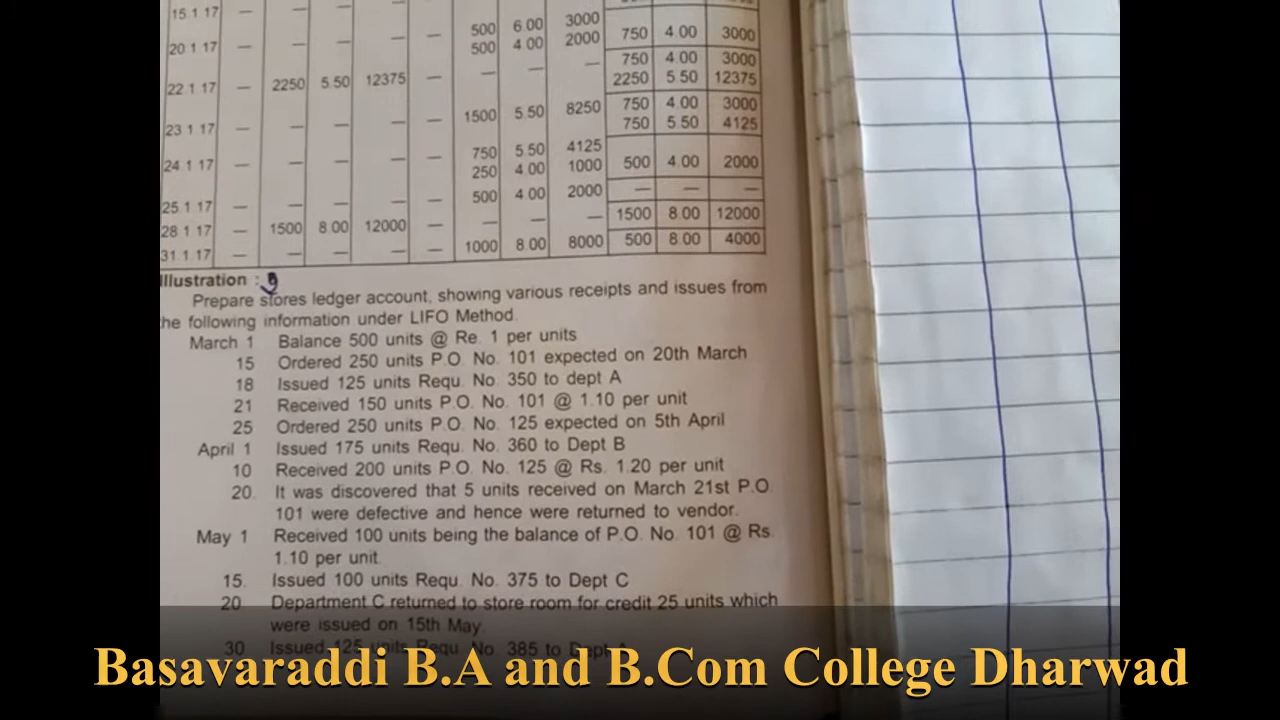 15 1 17 — — — — — 500 6 00 3000
20 1 17 — — — — — 500 4 00 2000 750 4 00 3000
22.1.17 — 2250 5 50 12375 — — — — 750 4 00 3000
2250 5 50 12375
23 1 17 — — — — — 1500 5 50 8250 750 4 00 3000
750 5 50 4125
24 1 17 — — — — — 750 5 50 4125
250 4 00 1000 500 4 00 2000
25 1 17 — — — — — 500 4 00 2000 — — —
28 1 17 — 1500 8 00 12000 — — — — 1500 8 00 12000
31.1.17 — — — — — 1000 8 00 8000 500 8 00 4000
Illustration : 9
Prepare stores ledger account, showing various receipts and issues from
the following information under LIFO Method.
March 1 Balance 500 units @ Re. 1 per units
15 Ordered 250 units P.O. No. 101 expected on 20th March
18 Issued 125 units Requ. No. 350 to dept A
21 Received 150 units P.O. No. 101 @ 1.10 per unit
25 Ordered 250 units P.O. No. 125 expected on 5th April
April 1 Issued 175 units Requ. No. 360 to Dept B
10 Received 200 units P.O. No. 125 @ Rs. 1.20 per unit
20. It was discovered that 5 units received on March 21st P.O.
101 were defective and hence were returned to vendor.
May 1 Received 100 units being the balance of P.O. No. 101 @ Rs.
1.10 per unit.
15. Issued 100 units Requ. No. 375 to Dept C
20 Department C returned to store room for credit 25 units which
were issued on 15th May.
30 Issued 125 units Requ. No 385 to Dept A
Basavaraddi B.A and B.Com College Dharwad